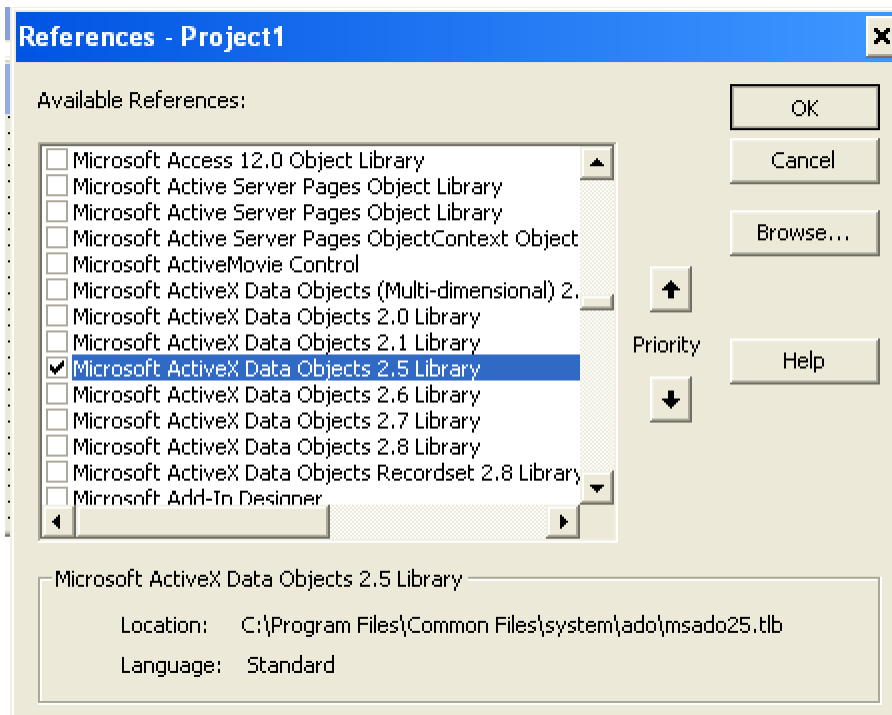 References - Project1
Available References:
Microsoft Access 12.0 Object Library
Microsoft Active Server Pages Object Library
Microsoft Active Server Pages Object Library
Microsoft Active Server Pages ObjectContext Object
Microsoft ActiveMovie Control
Microsoft ActiveX Data Objects (Multi-dimensional) 2.
Microsoft ActiveX Data Objects 2.0 Library
Microsoft ActiveX Data Objects 2.1 Library
Microsoft ActiveX Data Objects 2.5 Library
Microsoft ActiveX Data Objects 2.6 Library
Microsoft ActiveX Data Objects 2.7 Library
Microsoft ActiveX Data Objects 2.8 Library
Microsoft ActiveX Data Objects Recordset 2.8 Library
Microsoft Add-In Designer
OK
Cancel
Browse...
Priority
Help
Microsoft ActiveX Data Objects 2.5 Library
Location: C:\Program Files\Common Files\system\ado\msado25.tlb
Language: Standard